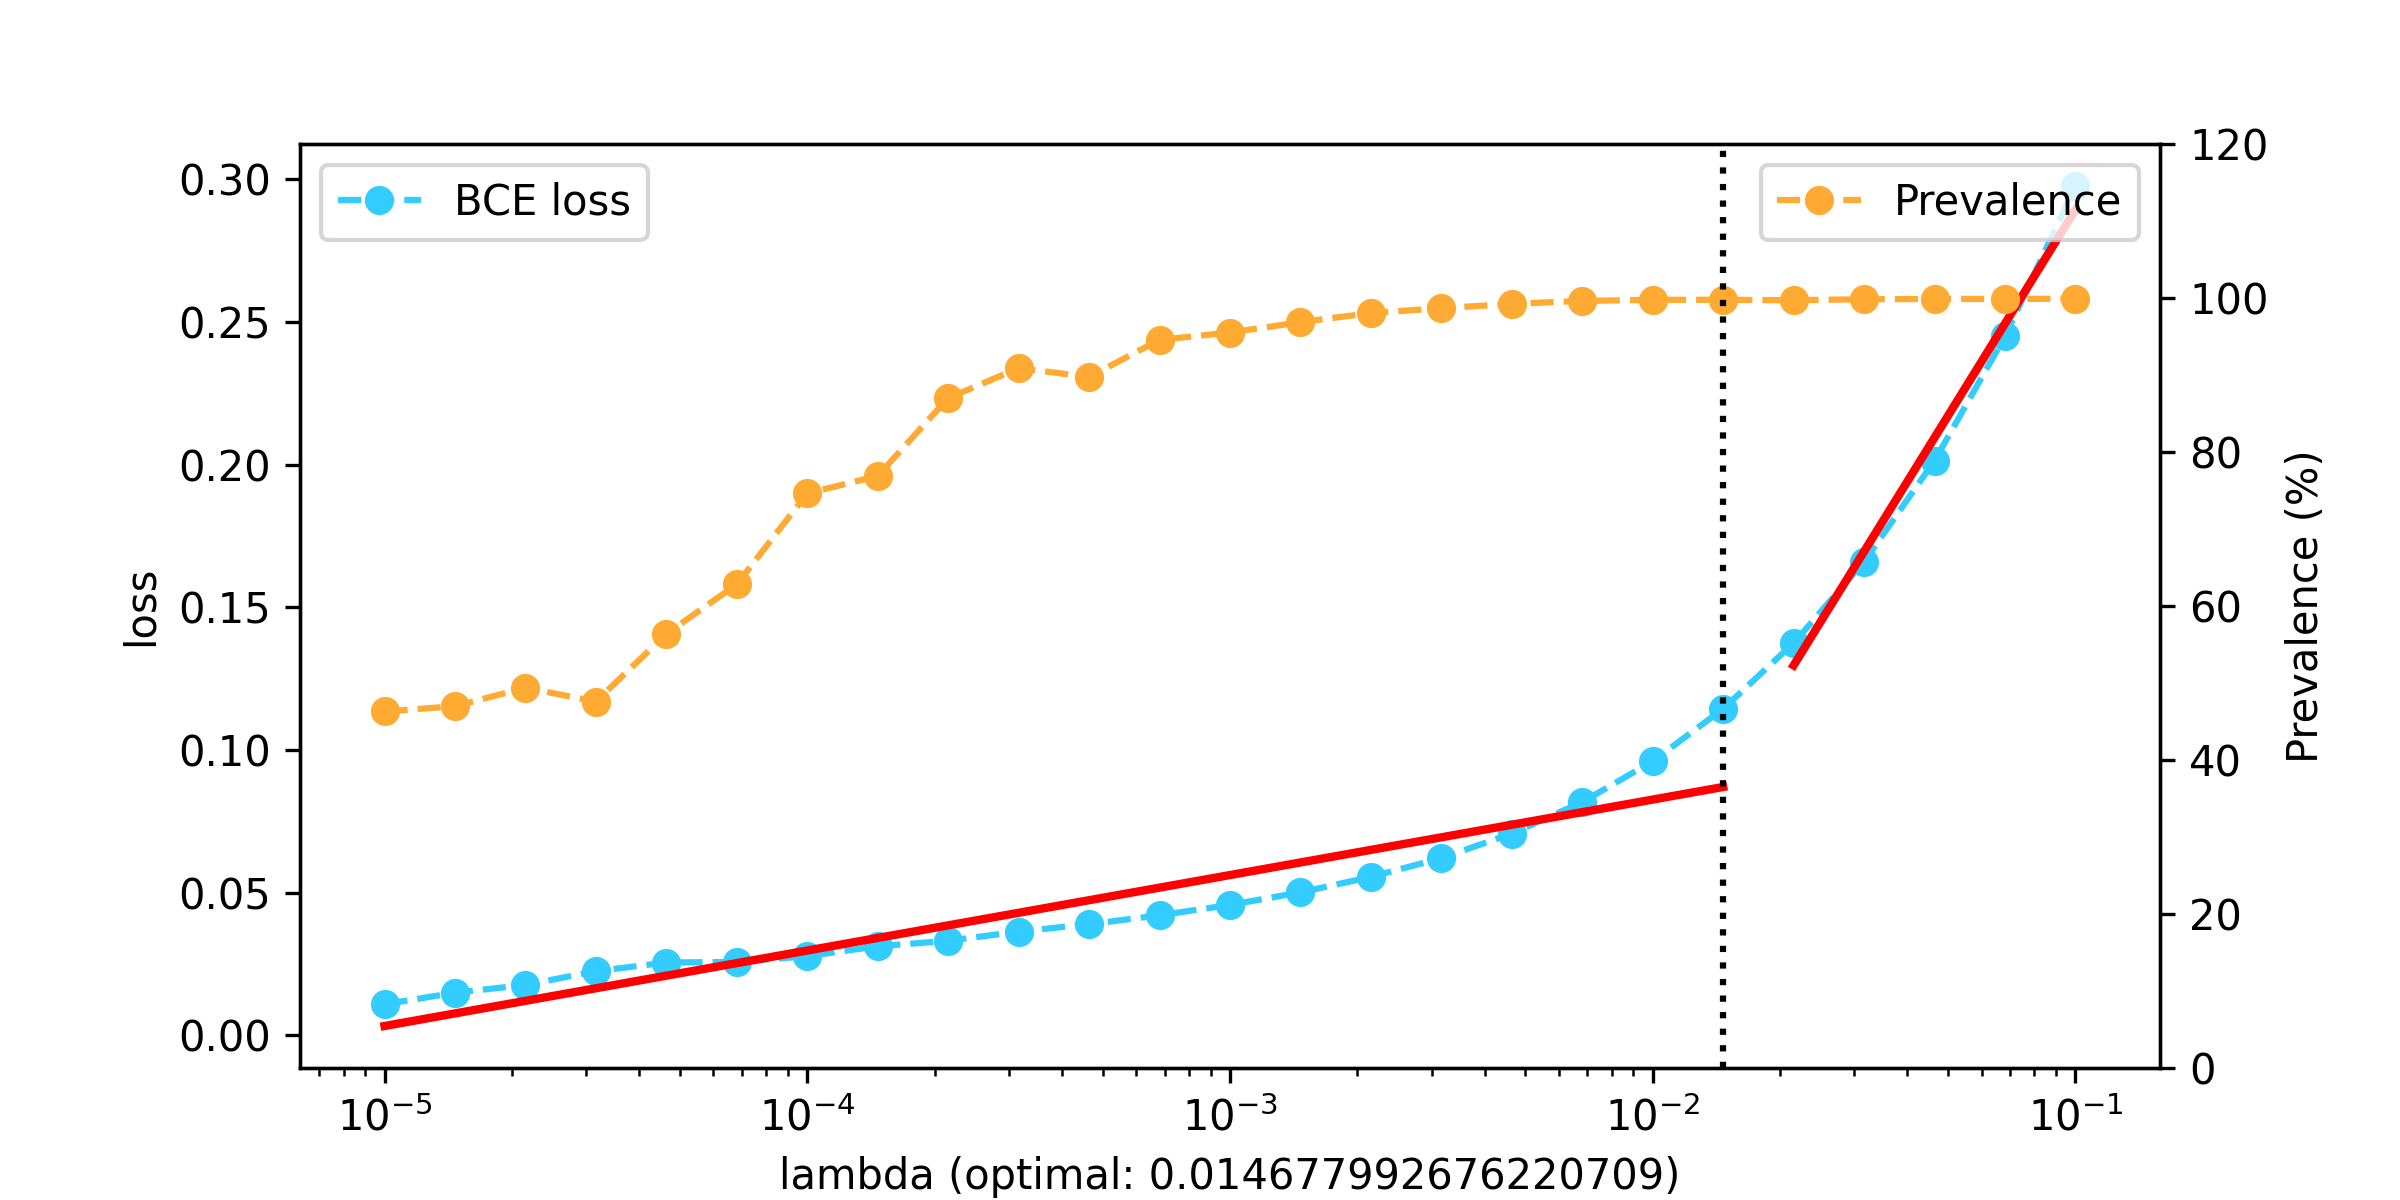 BCE loss
Prevalence
0.30
0.25
0.20
0.15
0.10
0.05
0.00
loss
120
100
80
60
40
20
0
Prevalence (%)
10⁻⁵ 10⁻⁴ 10⁻³ 10⁻² 10⁻¹
lambda (optimal: 0.014677992676220709)